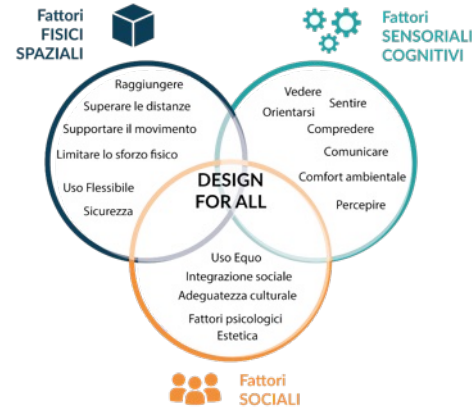 Fattori
FISICI
SPAZIALI
Raggiungere
Superare le distanze
Supportare il movimento
Limitare lo sforzo fisico
Uso Flessibile
Sicurezza
Fattori
SENSORIALI
COGNITIVI
Vedere
Sentire
Orientarsi
Compredere
Comunicare
Comfort ambientale
Percepire
DESIGN
FOR ALL
Uso Equo
Integrazione sociale
Adeguatezza culturale
Fattori psicologici
Estetica
Fattori
SOCIALI